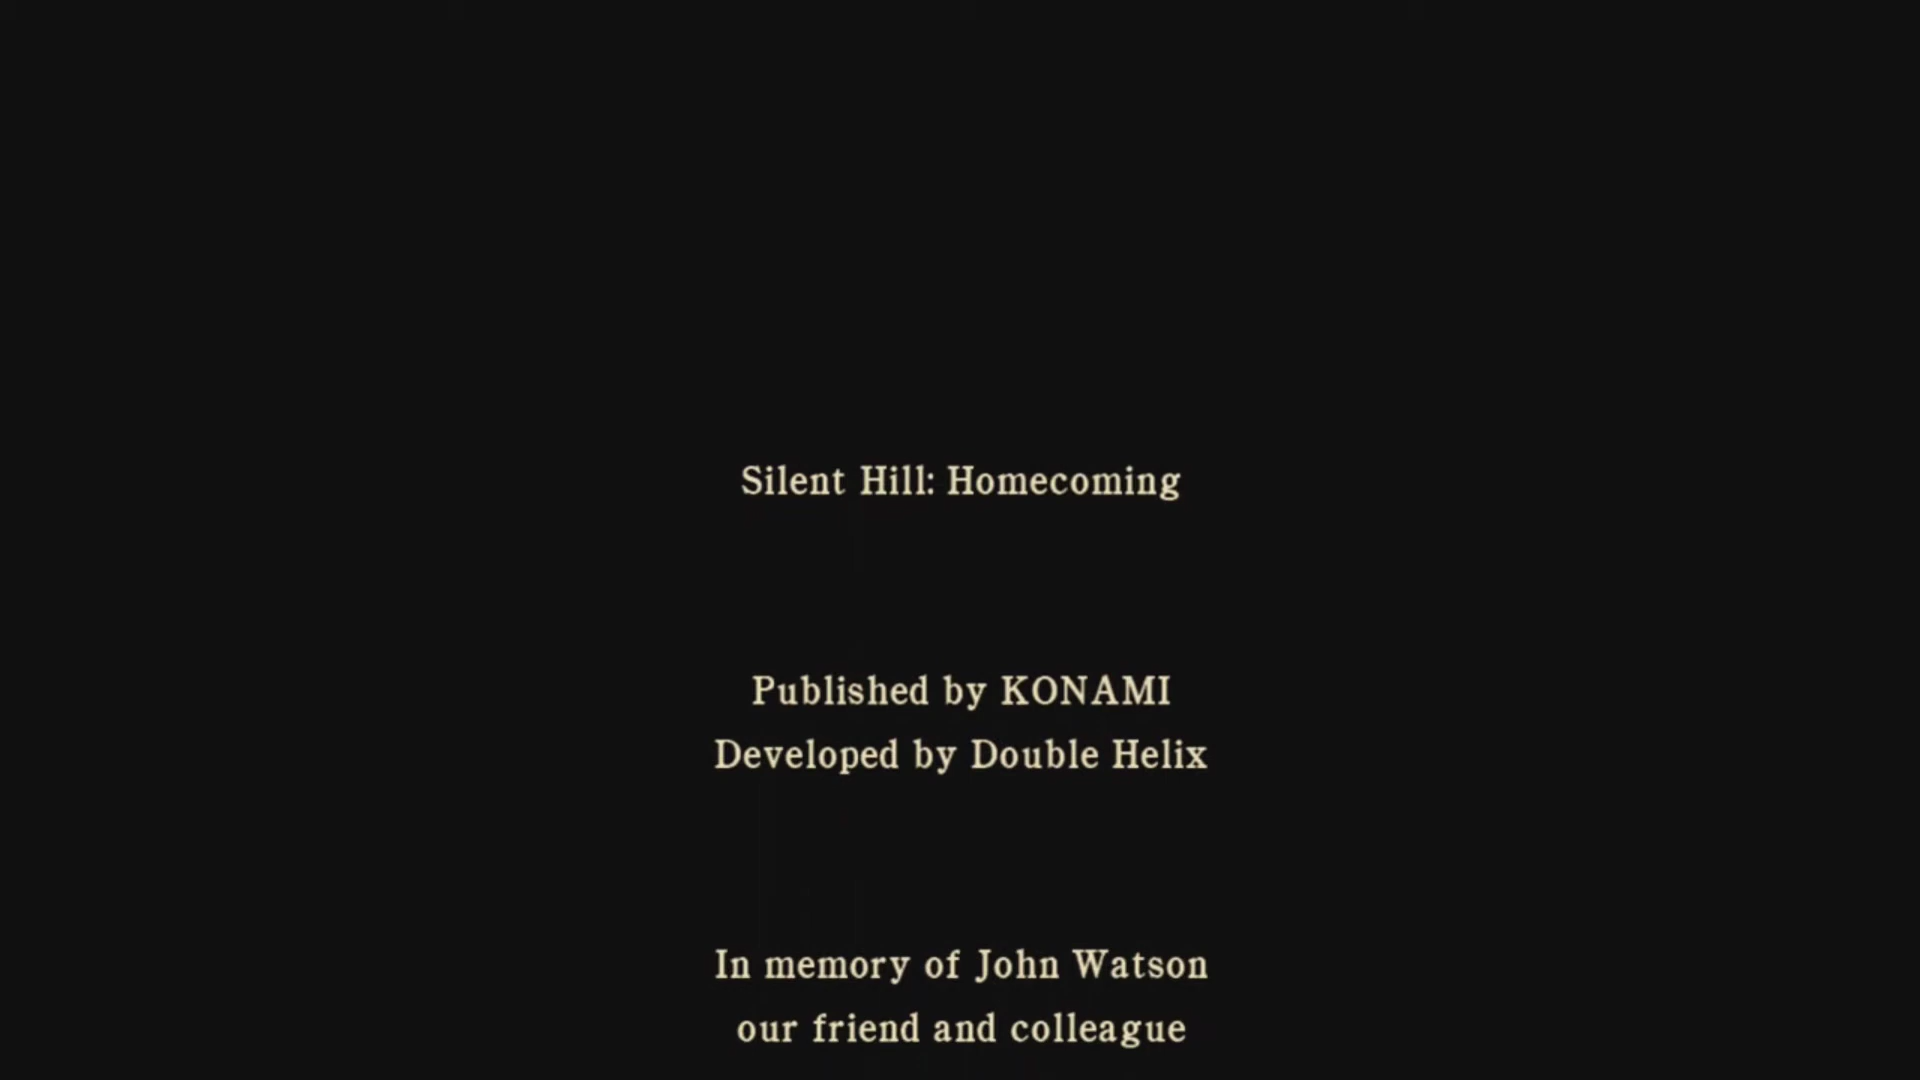 Silent Hill: Homecoming
Published by KONAMI
Developed by Double Helix
In memory of John Watson
our friend and colleague